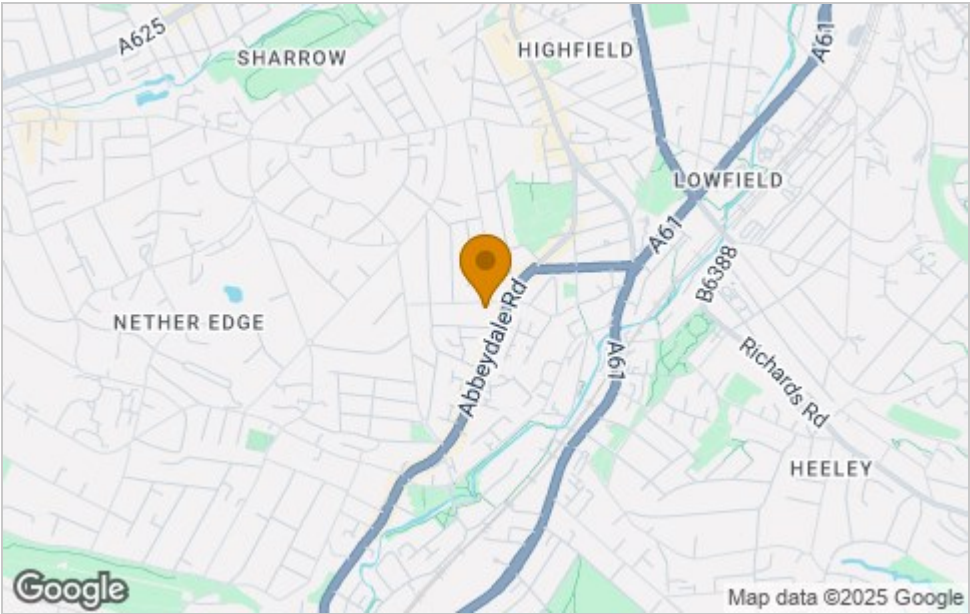 A625
SHARROW
HIGHFIELD
A61
LOWFIELD
A61
B6388
NETHER EDGE
Abbeydale Rd
A61
Richards Rd
HEELEY
Google
Map data ©2025 Google